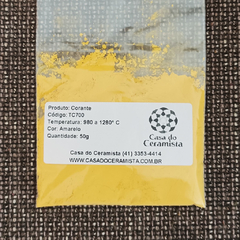 Produto: Corante
Código: TC700
Temperatura: 980 a 1280º C
Cor: Amarelo
Quantidade: 50g
Casa do
Ceramista
Casa do Ceramista (41) 3353-4414
WWW.CASADOCERAMISTA.COM.BR